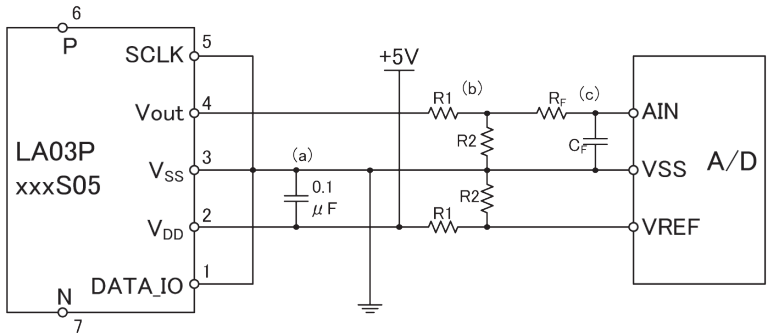 6
P
SCLK 5
+5V
R1 (b) RF (c)
Vout 4
AIN
R2
CF
LA03P
xxxS05
VSS 3
(a)
VSS
A/D
0.1
μF
R2
VDD 2
R1
VREF
DATA_IO 1
N
7